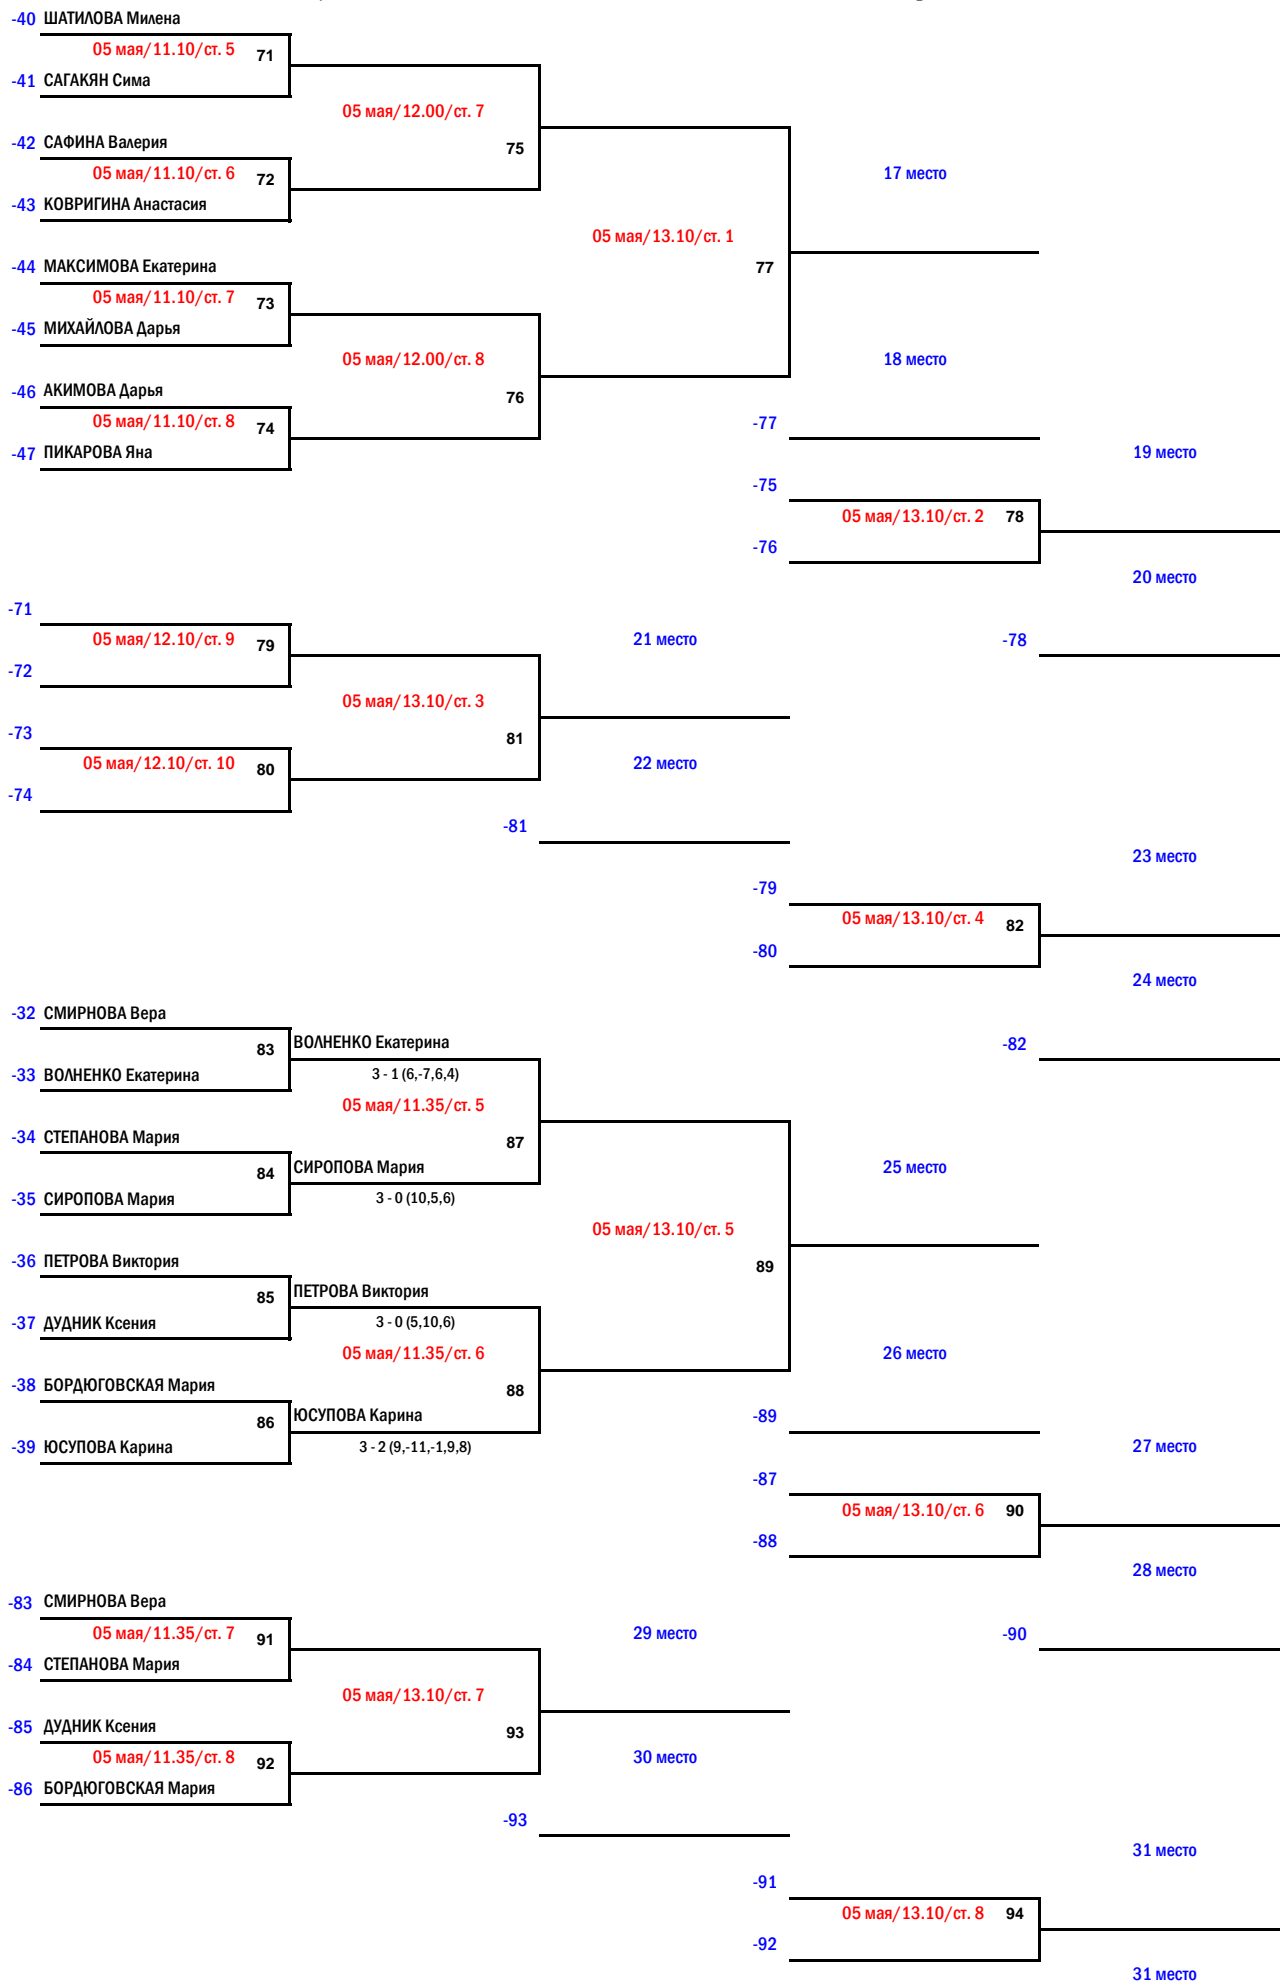 -40 ШАТИЛОВА Милена
05 мая/11.10/ст. 5 71
-41 САГАКЯН Сима
05 мая/12.00/ст. 7
75
-42 САФИНА Валерия
05 мая/11.10/ст. 6 72
17 место
-43 КОВРИГИНА Анастасия
05 мая/13.10/ст. 1
77
-44 МАКСИМОВА Екатерина
05 мая/11.10/ст. 7 73
-45 МИХАЙЛОВА Дарья
05 мая/12.00/ст. 8
18 место
-46 АКИМОВА Дарья
76
05 мая/11.10/ст. 8 74
-77
-47 ПИКАРОВА Яна
19 место
-75
05 мая/13.10/ст. 2 78
-76
20 место
-71
05 мая/12.10/ст. 9 79
21 место
-78
-72
05 мая/13.10/ст. 3
-73
81
05 мая/12.10/ст. 10 80
22 место
-74
-81
23 место
-79
05 мая/13.10/ст. 4 82
-80
24 место
-32 СМИРНОВА Вера
83
ВОЛНЕНКО Екатерина
-82
-33 ВОЛНЕНКО Екатерина
3 - 1 (6,-7,6,4)
05 мая/11.35/ст. 5
-34 СТЕПАНОВА Мария
87
84
СИРОПОВА Мария
25 место
-35 СИРОПОВА Мария
3 - 0 (10,5,6)
05 мая/13.10/ст. 5
-36 ПЕТРОВА Виктория
89
85
ПЕТРОВА Виктория
-37 ДУДНИК Ксения
3 - 0 (5,10,6)
05 мая/11.35/ст. 6
26 место
-38 БОРДЮГОВСКАЯ Мария
88
86
ЮСУПОВА Карина
-89
-39 ЮСУПОВА Карина
3 - 2 (9,-11,-1,9,8)
27 место
-87
05 мая/13.10/ст. 6 90
-88
28 место
-83 СМИРНОВА Вера
05 мая/11.35/ст. 7 91
29 место
-90
-84 СТЕПАНОВА Мария
05 мая/13.10/ст. 7
-85 ДУДНИК Ксения
93
05 мая/11.35/ст. 8 92
30 место
-86 БОРДЮГОВСКАЯ Мария
-93
31 место
-91
05 мая/13.10/ст. 8 94
-92
31 место